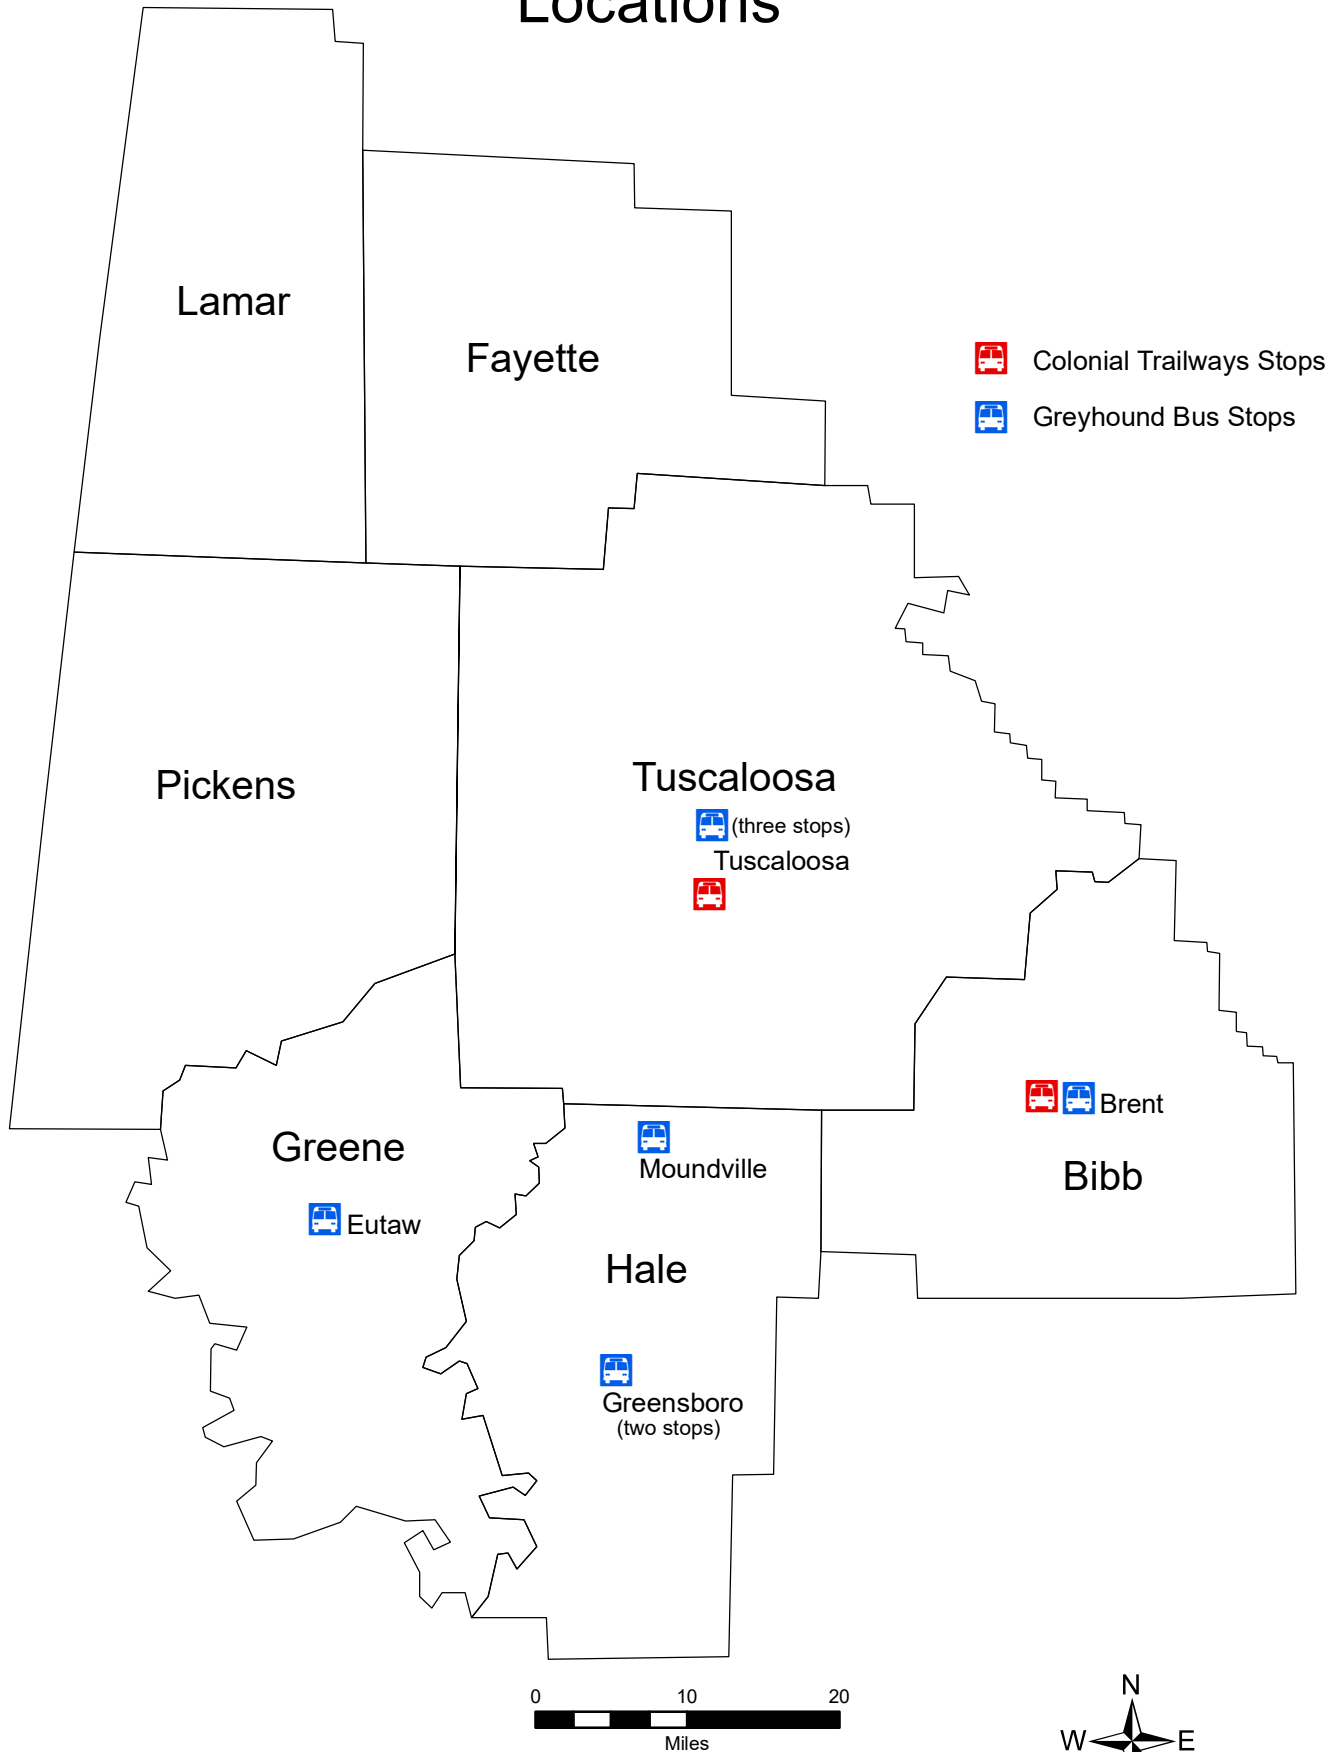 Locations
Lamar
Fayette
Colonial Trailways Stops
Greyhound Bus Stops
Pickens
Tuscaloosa
(three stops)
Tuscaloosa
Brent
Bibb
Greene
Eutaw
Moundville
Hale
Greensboro
(two stops)
0 10 20
Miles
N
W E